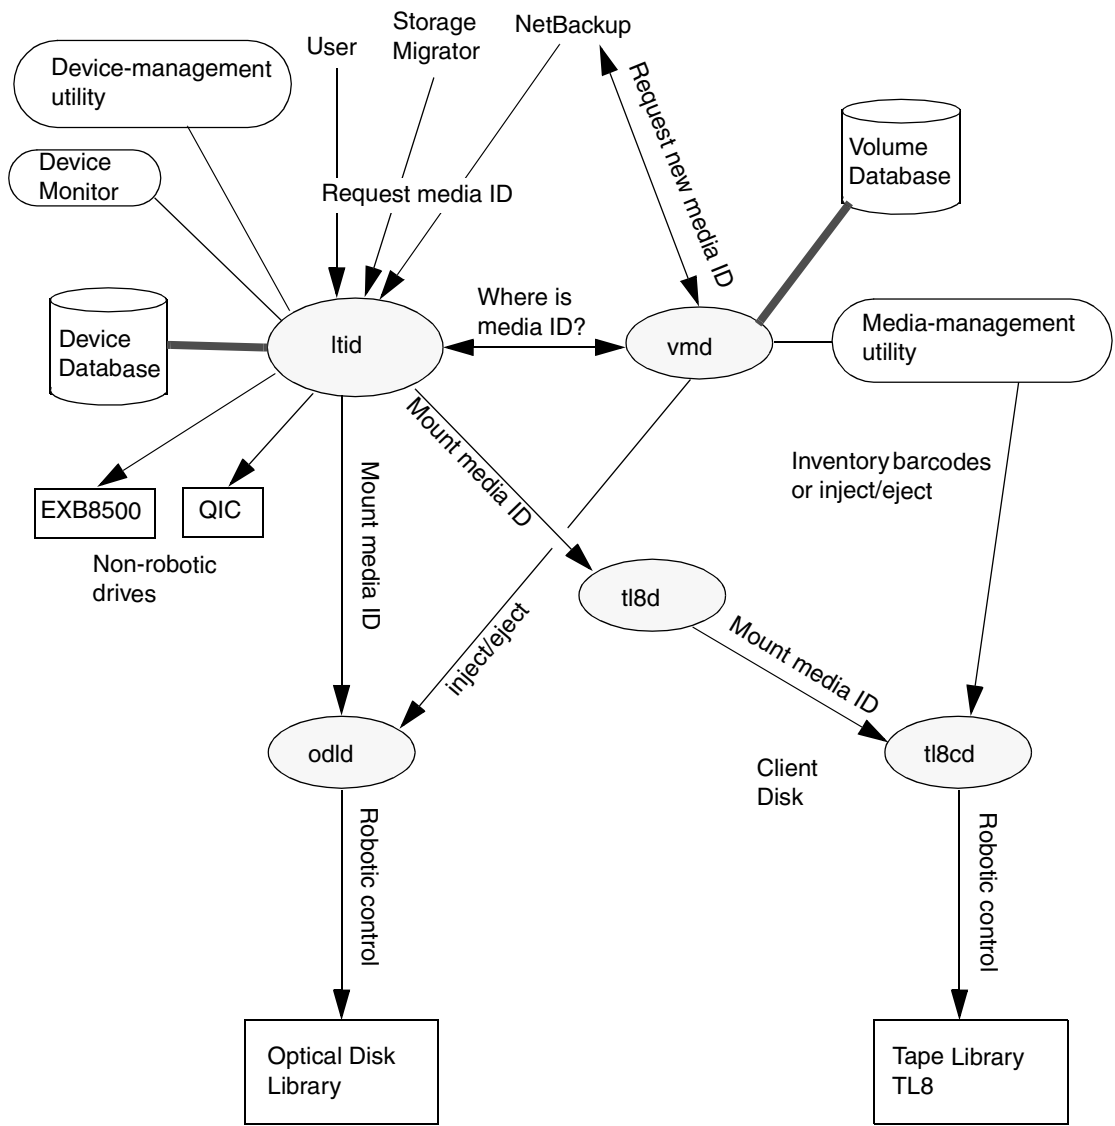 User
Storage
Migrator
NetBackup
Device-management
utility
Device
Monitor
Request media ID
Request new media ID
Volume
Database
Where is
media ID?
Device
Database
ltid
vmd
Media-management
utility
Mount media ID
Inventory barcodes
or inject/eject
EXB8500
QIC
Non-robotic
drives
Mount media ID
tl8d
inject/eject
Mount media ID
odld
Client
Disk
tl8cd
Robotic control
Robotic control
Optical Disk
Library
Tape Library
TL8